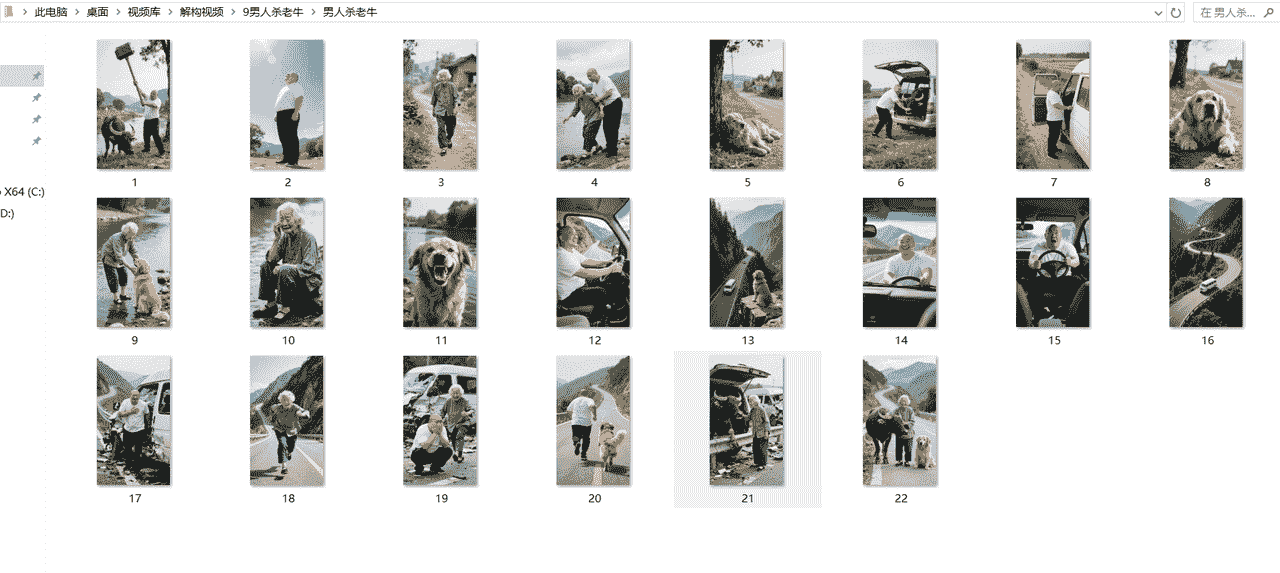 此电脑 > 桌面 > 视频库 > 解构视频 > 9男人杀老牛 > 男人杀老牛
在 男人杀...
1 2 3 4 5 6 7 8
X64 (C:)
D:)
9 10 11 12 13 14 15 16
17 18 19 20 21 22